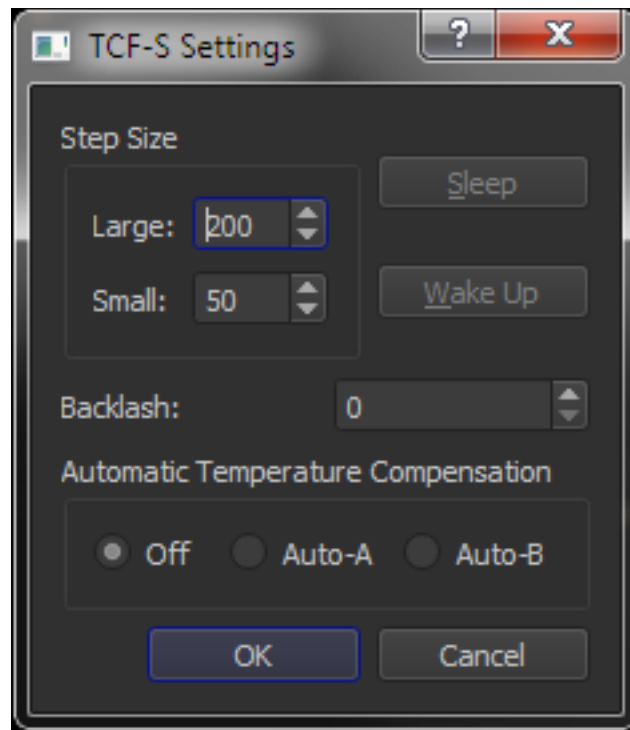 TCF-S Settings
?
X
Step Size
Sleep
Large: 200
Small: 50
Wake Up
Backlash: 0
Automatic Temperature Compensation
Off Auto-A Auto-B
OK Cancel